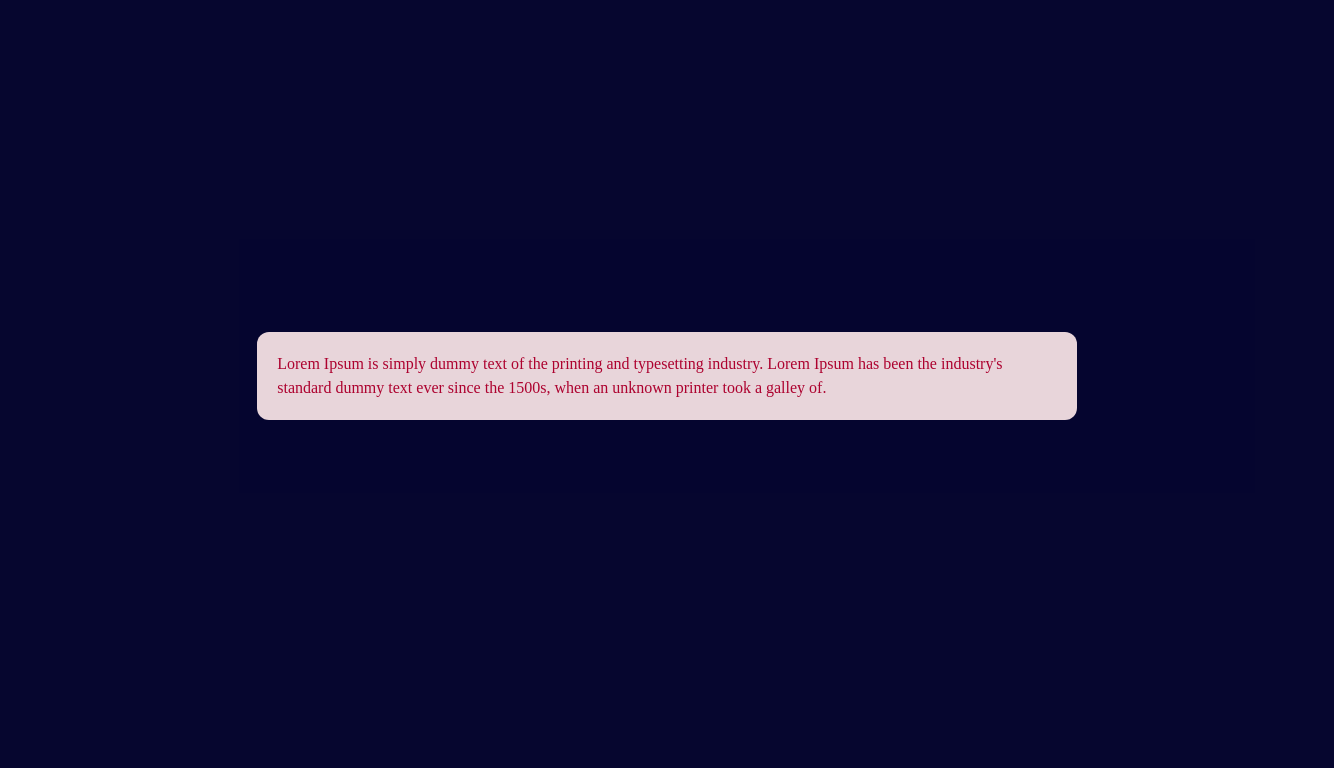 Lorem Ipsum is simply dummy text of the printing and typesetting industry. Lorem Ipsum has been the industry's
standard dummy text ever since the 1500s, when an unknown printer took a galley of.